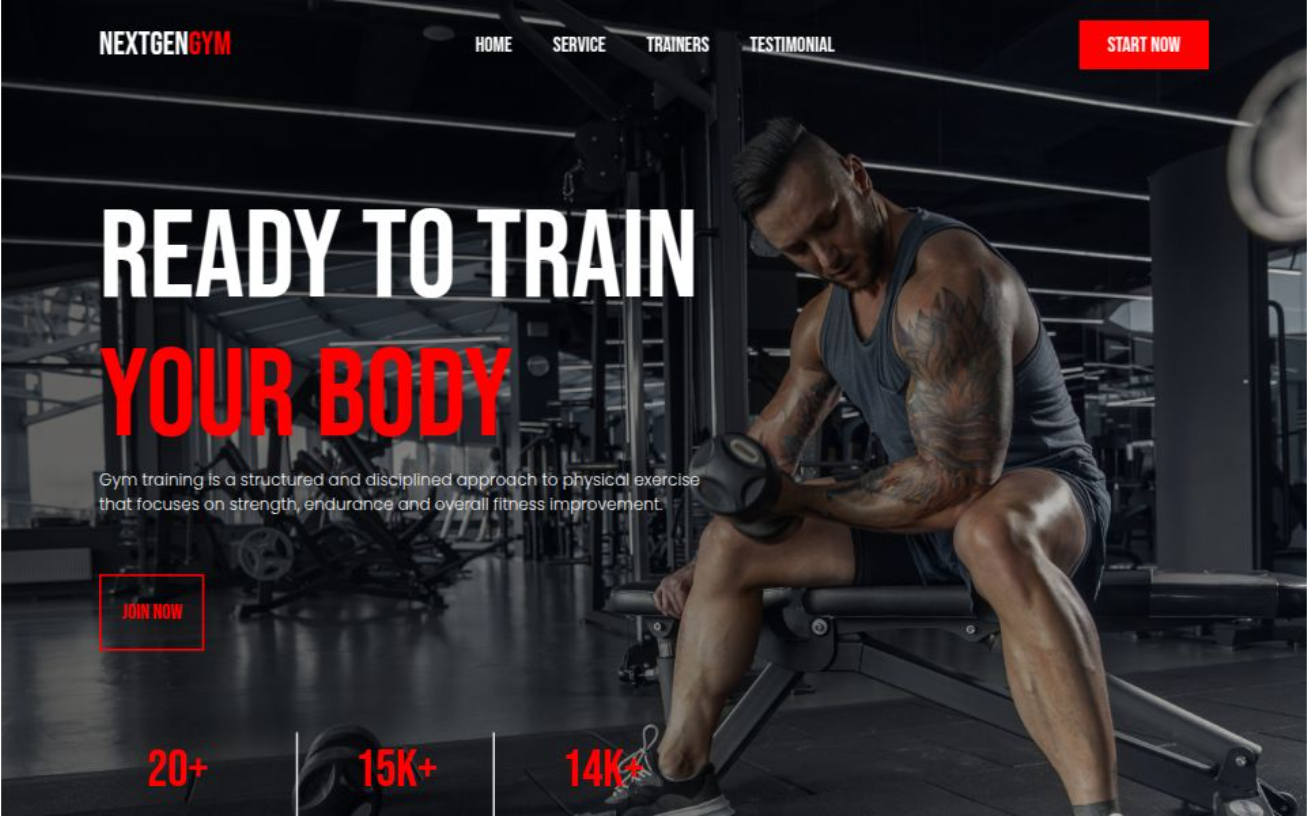 NEXTGENGYM
HOME SERVICE TRAINERS TESTIMONIAL
START NOW
READY TO TRAIN
YOUR BODY
Gym training is a structured and disciplined approach to physical exercise
that focuses on strength, endurance and overall fitness improvement.
JOIN NOW
20+ 15K+ 14K+